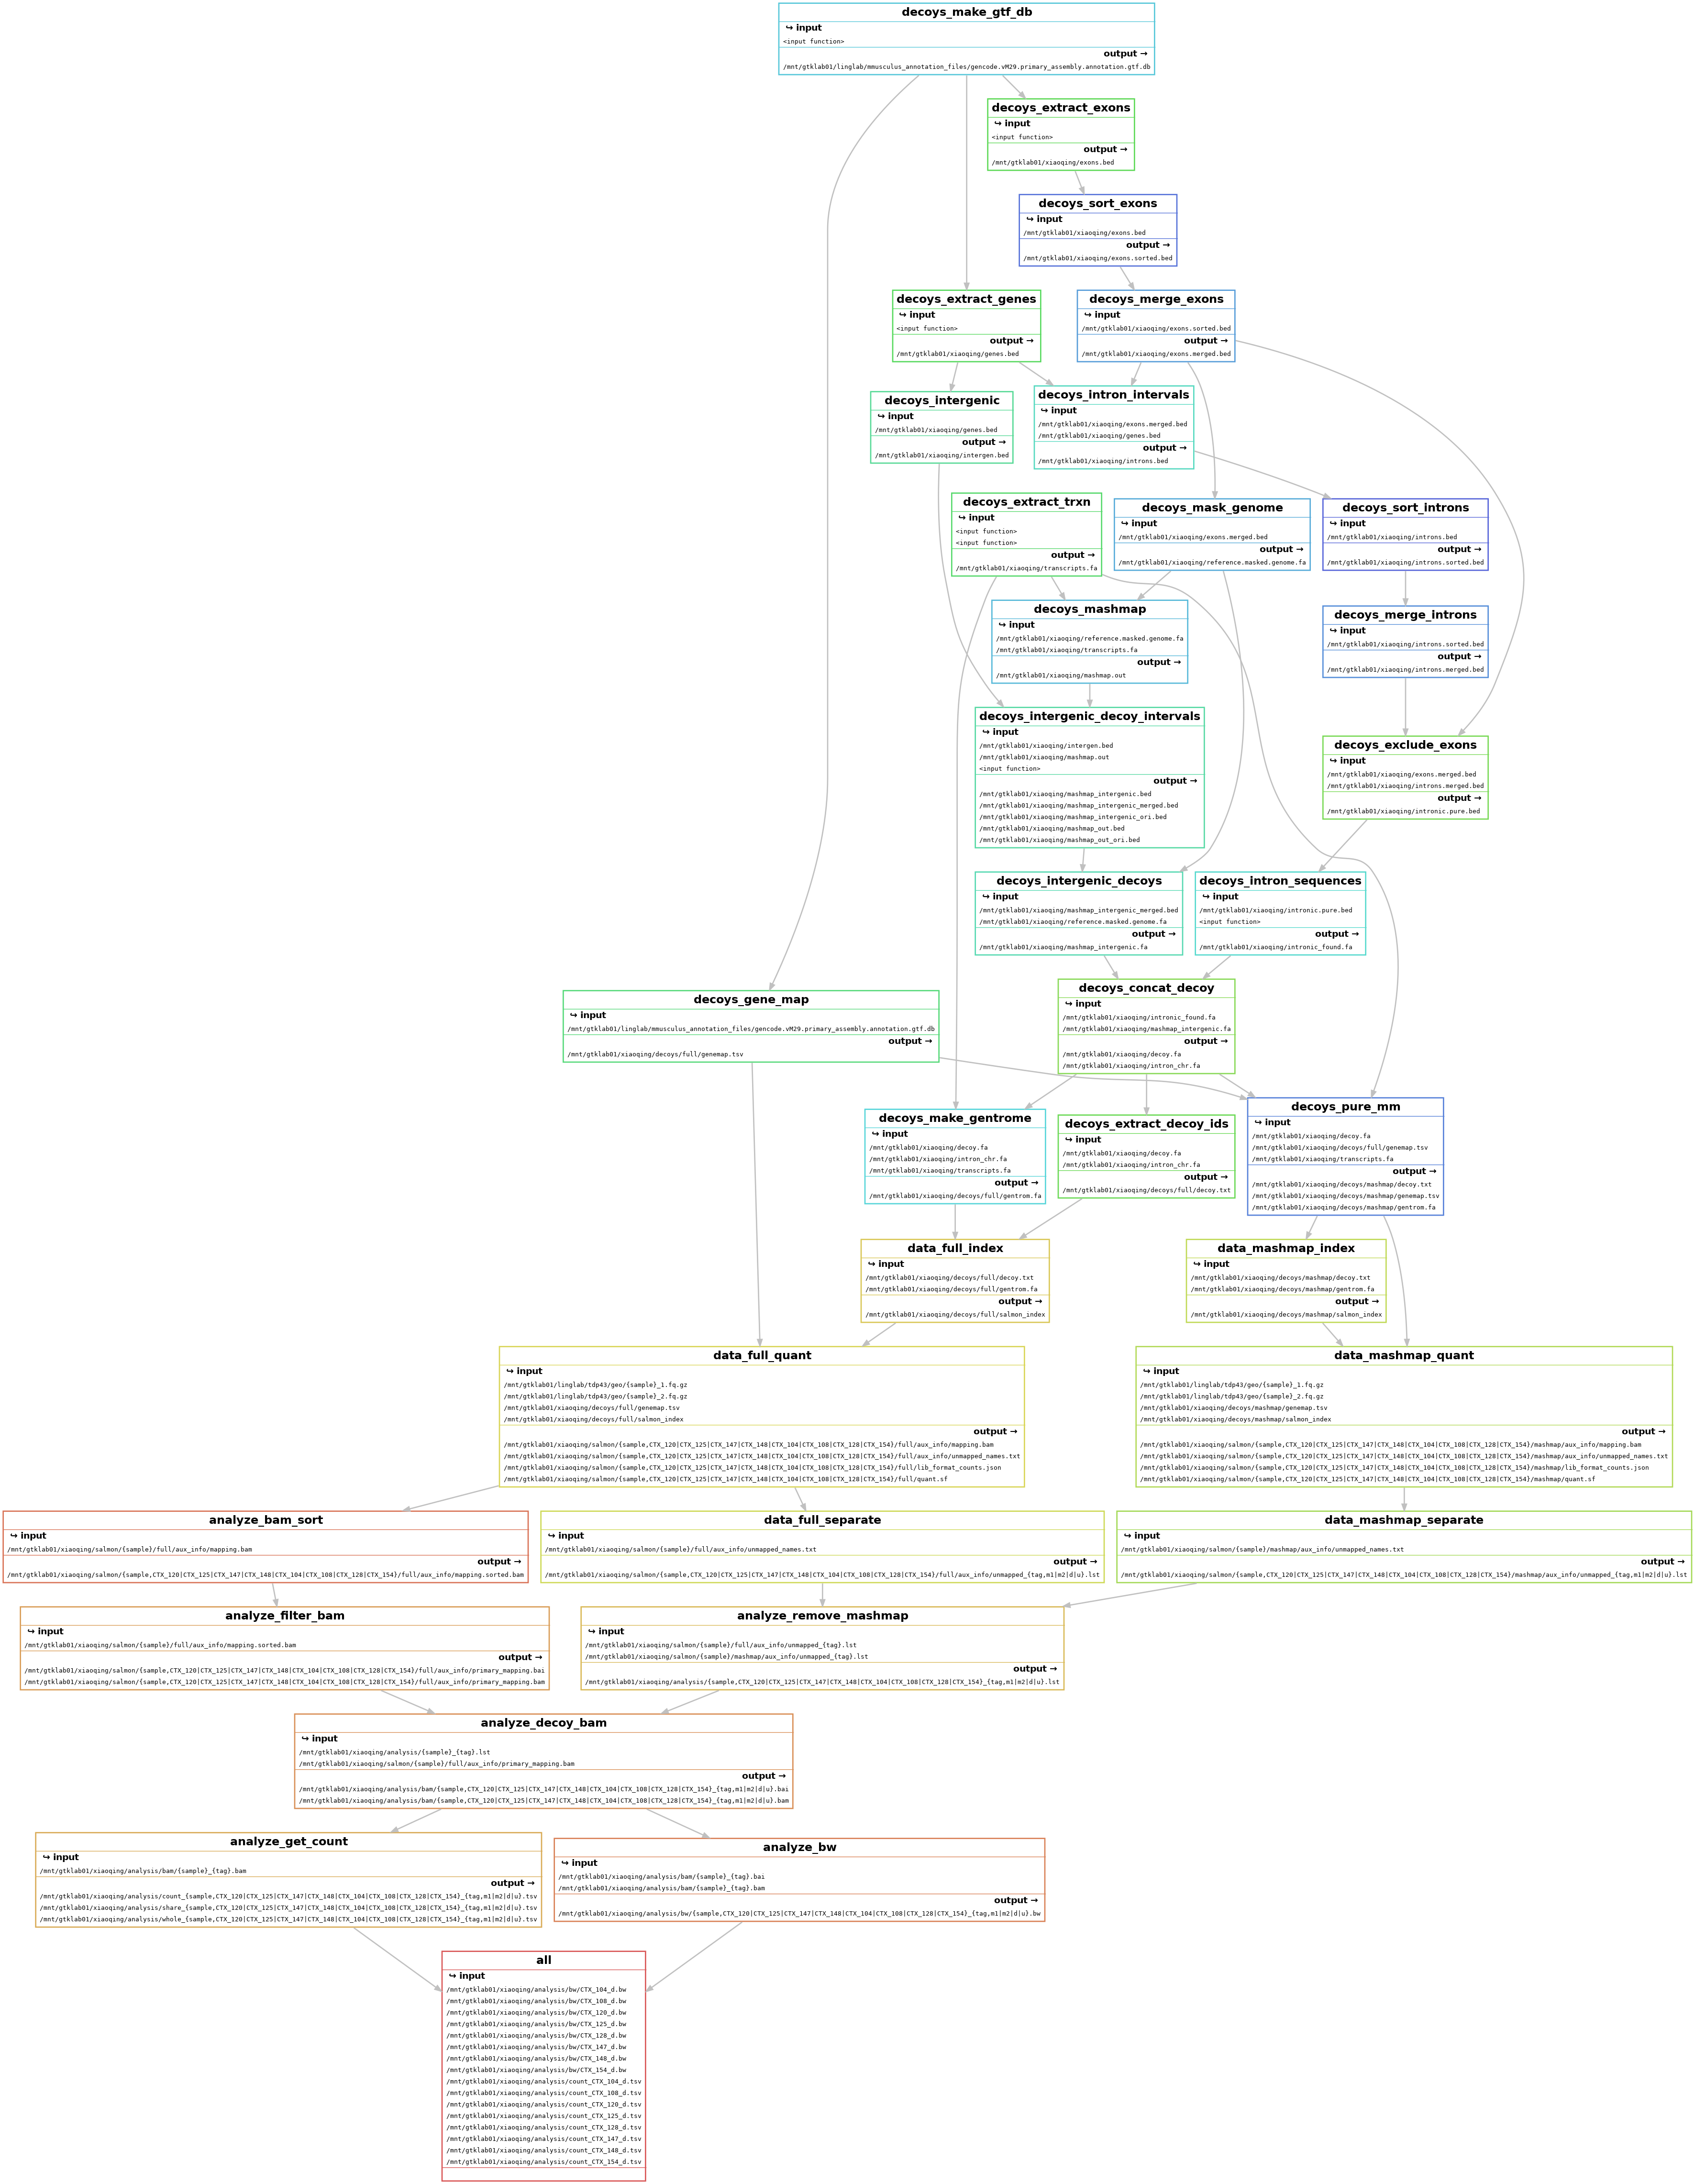 decoys_make_gtf_db
↪ input
<input function>
output →
/mnt/gtklab01/linglab/mmusculus_annotation_files/gencode.vM29.primary_assembly.annotation.gtf.db
decoys_extract_exons
↪ input
<input function>
output →
/mnt/gtklab01/xiaoqing/exons.bed
decoys_sort_exons
↪ input
/mnt/gtklab01/xiaoqing/exons.bed
output →
/mnt/gtklab01/xiaoqing/exons.sorted.bed
decoys_extract_genes
↪ input
<input function>
output →
/mnt/gtklab01/xiaoqing/genes.bed
decoys_merge_exons
↪ input
/mnt/gtklab01/xiaoqing/exons.sorted.bed
output →
/mnt/gtklab01/xiaoqing/exons.merged.bed
decoys_intergenic
↪ input
/mnt/gtklab01/xiaoqing/genes.bed
output →
/mnt/gtklab01/xiaoqing/intergen.bed
decoys_intron_intervals
↪ input
/mnt/gtklab01/xiaoqing/exons.merged.bed
/mnt/gtklab01/xiaoqing/genes.bed
output →
/mnt/gtklab01/xiaoqing/introns.bed
decoys_extract_trxn
↪ input
<input function>
<input function>
output →
/mnt/gtklab01/xiaoqing/transcripts.fa
decoys_mask_genome
↪ input
/mnt/gtklab01/xiaoqing/exons.merged.bed
output →
/mnt/gtklab01/xiaoqing/reference.masked.genome.fa
decoys_sort_introns
↪ input
/mnt/gtklab01/xiaoqing/introns.bed
output →
/mnt/gtklab01/xiaoqing/introns.sorted.bed
decoys_mashmap
↪ input
/mnt/gtklab01/xiaoqing/reference.masked.genome.fa
/mnt/gtklab01/xiaoqing/transcripts.fa
output →
/mnt/gtklab01/xiaoqing/mashmap.out
decoys_merge_introns
↪ input
/mnt/gtklab01/xiaoqing/introns.sorted.bed
output →
/mnt/gtklab01/xiaoqing/introns.merged.bed
decoys_intergenic_decoy_intervals
↪ input
/mnt/gtklab01/xiaoqing/intergen.bed
/mnt/gtklab01/xiaoqing/mashmap.out
<input function>
output →
/mnt/gtklab01/xiaoqing/mashmap_intergenic.bed
/mnt/gtklab01/xiaoqing/mashmap_intergenic_merged.bed
/mnt/gtklab01/xiaoqing/mashmap_intergenic_ori.bed
/mnt/gtklab01/xiaoqing/mashmap_out.bed
/mnt/gtklab01/xiaoqing/mashmap_out_ori.bed
decoys_exclude_exons
↪ input
/mnt/gtklab01/xiaoqing/exons.merged.bed
/mnt/gtklab01/xiaoqing/introns.merged.bed
output →
/mnt/gtklab01/xiaoqing/intronic.pure.bed
decoys_intergenic_decoys
↪ input
/mnt/gtklab01/xiaoqing/mashmap_intergenic_merged.bed
/mnt/gtklab01/xiaoqing/reference.masked.genome.fa
output →
/mnt/gtklab01/xiaoqing/mashmap_intergenic.fa
decoys_intron_sequences
↪ input
/mnt/gtklab01/xiaoqing/intronic.pure.bed
<input function>
output →
/mnt/gtklab01/xiaoqing/intronic_found.fa
decoys_gene_map
↪ input
/mnt/gtklab01/linglab/mmusculus_annotation_files/gencode.vM29.primary_assembly.annotation.gtf.db
output →
/mnt/gtklab01/xiaoqing/decoys/full/genemap.tsv
decoys_concat_decoy
↪ input
/mnt/gtklab01/xiaoqing/intronic_found.fa
/mnt/gtklab01/xiaoqing/mashmap_intergenic.fa
output →
/mnt/gtklab01/xiaoqing/decoy.fa
/mnt/gtklab01/xiaoqing/intron_chr.fa
decoys_make_gentrome
↪ input
/mnt/gtklab01/xiaoqing/decoy.fa
/mnt/gtklab01/xiaoqing/intron_chr.fa
/mnt/gtklab01/xiaoqing/transcripts.fa
output →
/mnt/gtklab01/xiaoqing/decoys/full/gentrom.fa
decoys_extract_decoy_ids
↪ input
/mnt/gtklab01/xiaoqing/decoy.fa
/mnt/gtklab01/xiaoqing/intron_chr.fa
output →
/mnt/gtklab01/xiaoqing/decoys/full/decoy.txt
decoys_pure_mm
↪ input
/mnt/gtklab01/xiaoqing/decoy.fa
/mnt/gtklab01/xiaoqing/decoys/full/genemap.tsv
/mnt/gtklab01/xiaoqing/transcripts.fa
output →
/mnt/gtklab01/xiaoqing/decoys/mashmap/decoy.txt
/mnt/gtklab01/xiaoqing/decoys/mashmap/genemap.tsv
/mnt/gtklab01/xiaoqing/decoys/mashmap/gentrom.fa
data_full_index
↪ input
/mnt/gtklab01/xiaoqing/decoys/full/decoy.txt
/mnt/gtklab01/xiaoqing/decoys/full/gentrom.fa
output →
/mnt/gtklab01/xiaoqing/decoys/full/salmon_index
data_mashmap_index
↪ input
/mnt/gtklab01/xiaoqing/decoys/mashmap/decoy.txt
/mnt/gtklab01/xiaoqing/decoys/mashmap/gentrom.fa
output →
/mnt/gtklab01/xiaoqing/decoys/mashmap/salmon_index
data_full_quant
↪ input
/mnt/gtklab01/linglab/tdp43/geo/{sample}_1.fq.gz
/mnt/gtklab01/linglab/tdp43/geo/{sample}_2.fq.gz
/mnt/gtklab01/xiaoqing/decoys/full/genemap.tsv
/mnt/gtklab01/xiaoqing/decoys/full/salmon_index
output →
/mnt/gtklab01/xiaoqing/salmon/{sample,CTX_120|CTX_125|CTX_147|CTX_148|CTX_104|CTX_108|CTX_128|CTX_154}/full/aux_info/mapping.bam
/mnt/gtklab01/xiaoqing/salmon/{sample,CTX_120|CTX_125|CTX_147|CTX_148|CTX_104|CTX_108|CTX_128|CTX_154}/full/aux_info/unmapped_names.txt
/mnt/gtklab01/xiaoqing/salmon/{sample,CTX_120|CTX_125|CTX_147|CTX_148|CTX_104|CTX_108|CTX_128|CTX_154}/full/lib_format_counts.json
/mnt/gtklab01/xiaoqing/salmon/{sample,CTX_120|CTX_125|CTX_147|CTX_148|CTX_104|CTX_108|CTX_128|CTX_154}/full/quant.sf
data_mashmap_quant
↪ input
/mnt/gtklab01/linglab/tdp43/geo/{sample}_1.fq.gz
/mnt/gtklab01/linglab/tdp43/geo/{sample}_2.fq.gz
/mnt/gtklab01/xiaoqing/decoys/mashmap/genemap.tsv
/mnt/gtklab01/xiaoqing/decoys/mashmap/salmon_index
output →
/mnt/gtklab01/xiaoqing/salmon/{sample,CTX_120|CTX_125|CTX_147|CTX_148|CTX_104|CTX_108|CTX_128|CTX_154}/mashmap/aux_info/mapping.bam
/mnt/gtklab01/xiaoqing/salmon/{sample,CTX_120|CTX_125|CTX_147|CTX_148|CTX_104|CTX_108|CTX_128|CTX_154}/mashmap/aux_info/unmapped_names.txt
/mnt/gtklab01/xiaoqing/salmon/{sample,CTX_120|CTX_125|CTX_147|CTX_148|CTX_104|CTX_108|CTX_128|CTX_154}/mashmap/lib_format_counts.json
/mnt/gtklab01/xiaoqing/salmon/{sample,CTX_120|CTX_125|CTX_147|CTX_148|CTX_104|CTX_108|CTX_128|CTX_154}/mashmap/quant.sf
analyze_bam_sort
↪ input
/mnt/gtklab01/xiaoqing/salmon/{sample}/full/aux_info/mapping.bam
output →
/mnt/gtklab01/xiaoqing/salmon/{sample,CTX_120|CTX_125|CTX_147|CTX_148|CTX_104|CTX_108|CTX_128|CTX_154}/full/aux_info/mapping.sorted.bam
data_full_separate
↪ input
/mnt/gtklab01/xiaoqing/salmon/{sample}/full/aux_info/unmapped_names.txt
output →
/mnt/gtklab01/xiaoqing/salmon/{sample,CTX_120|CTX_125|CTX_147|CTX_148|CTX_104|CTX_108|CTX_128|CTX_154}/full/aux_info/unmapped_{tag,m1|m2|d|u}.lst
data_mashmap_separate
↪ input
/mnt/gtklab01/xiaoqing/salmon/{sample}/mashmap/aux_info/unmapped_names.txt
output →
/mnt/gtklab01/xiaoqing/salmon/{sample,CTX_120|CTX_125|CTX_147|CTX_148|CTX_104|CTX_108|CTX_128|CTX_154}/mashmap/aux_info/unmapped_{tag,m1|m2|d|u}.lst
analyze_filter_bam
↪ input
/mnt/gtklab01/xiaoqing/salmon/{sample}/full/aux_info/mapping.sorted.bam
output →
/mnt/gtklab01/xiaoqing/salmon/{sample,CTX_120|CTX_125|CTX_147|CTX_148|CTX_104|CTX_108|CTX_128|CTX_154}/full/aux_info/primary_mapping.bai
/mnt/gtklab01/xiaoqing/salmon/{sample,CTX_120|CTX_125|CTX_147|CTX_148|CTX_104|CTX_108|CTX_128|CTX_154}/full/aux_info/primary_mapping.bam
analyze_remove_mashmap
↪ input
/mnt/gtklab01/xiaoqing/salmon/{sample}/full/aux_info/unmapped_{tag}.lst
/mnt/gtklab01/xiaoqing/salmon/{sample}/mashmap/aux_info/unmapped_{tag}.lst
output →
/mnt/gtklab01/xiaoqing/analysis/{sample,CTX_120|CTX_125|CTX_147|CTX_148|CTX_104|CTX_108|CTX_128|CTX_154}_{tag,m1|m2|d|u}.lst
analyze_decoy_bam
↪ input
/mnt/gtklab01/xiaoqing/analysis/{sample}_{tag}.lst
/mnt/gtklab01/xiaoqing/salmon/{sample}/full/aux_info/primary_mapping.bam
output →
/mnt/gtklab01/xiaoqing/analysis/bam/{sample,CTX_120|CTX_125|CTX_147|CTX_148|CTX_104|CTX_108|CTX_128|CTX_154}_{tag,m1|m2|d|u}.bai
/mnt/gtklab01/xiaoqing/analysis/bam/{sample,CTX_120|CTX_125|CTX_147|CTX_148|CTX_104|CTX_108|CTX_128|CTX_154}_{tag,m1|m2|d|u}.bam
analyze_get_count
↪ input
/mnt/gtklab01/xiaoqing/analysis/bam/{sample}_{tag}.bam
output →
/mnt/gtklab01/xiaoqing/analysis/count_{sample,CTX_120|CTX_125|CTX_147|CTX_148|CTX_104|CTX_108|CTX_128|CTX_154}_{tag,m1|m2|d|u}.tsv
/mnt/gtklab01/xiaoqing/analysis/share_{sample,CTX_120|CTX_125|CTX_147|CTX_148|CTX_104|CTX_108|CTX_128|CTX_154}_{tag,m1|m2|d|u}.tsv
/mnt/gtklab01/xiaoqing/analysis/whole_{sample,CTX_120|CTX_125|CTX_147|CTX_148|CTX_104|CTX_108|CTX_128|CTX_154}_{tag,m1|m2|d|u}.tsv
analyze_bw
↪ input
/mnt/gtklab01/xiaoqing/analysis/bam/{sample}_{tag}.bai
/mnt/gtklab01/xiaoqing/analysis/bam/{sample}_{tag}.bam
output →
/mnt/gtklab01/xiaoqing/analysis/bw/{sample,CTX_120|CTX_125|CTX_147|CTX_148|CTX_104|CTX_108|CTX_128|CTX_154}_{tag,m1|m2|d|u}.bw
all
↪ input
/mnt/gtklab01/xiaoqing/analysis/bw/CTX_104_d.bw
/mnt/gtklab01/xiaoqing/analysis/bw/CTX_108_d.bw
/mnt/gtklab01/xiaoqing/analysis/bw/CTX_120_d.bw
/mnt/gtklab01/xiaoqing/analysis/bw/CTX_125_d.bw
/mnt/gtklab01/xiaoqing/analysis/bw/CTX_128_d.bw
/mnt/gtklab01/xiaoqing/analysis/bw/CTX_147_d.bw
/mnt/gtklab01/xiaoqing/analysis/bw/CTX_148_d.bw
/mnt/gtklab01/xiaoqing/analysis/bw/CTX_154_d.bw
/mnt/gtklab01/xiaoqing/analysis/count_CTX_104_d.tsv
/mnt/gtklab01/xiaoqing/analysis/count_CTX_108_d.tsv
/mnt/gtklab01/xiaoqing/analysis/count_CTX_120_d.tsv
/mnt/gtklab01/xiaoqing/analysis/count_CTX_125_d.tsv
/mnt/gtklab01/xiaoqing/analysis/count_CTX_128_d.tsv
/mnt/gtklab01/xiaoqing/analysis/count_CTX_147_d.tsv
/mnt/gtklab01/xiaoqing/analysis/count_CTX_148_d.tsv
/mnt/gtklab01/xiaoqing/analysis/count_CTX_154_d.tsv